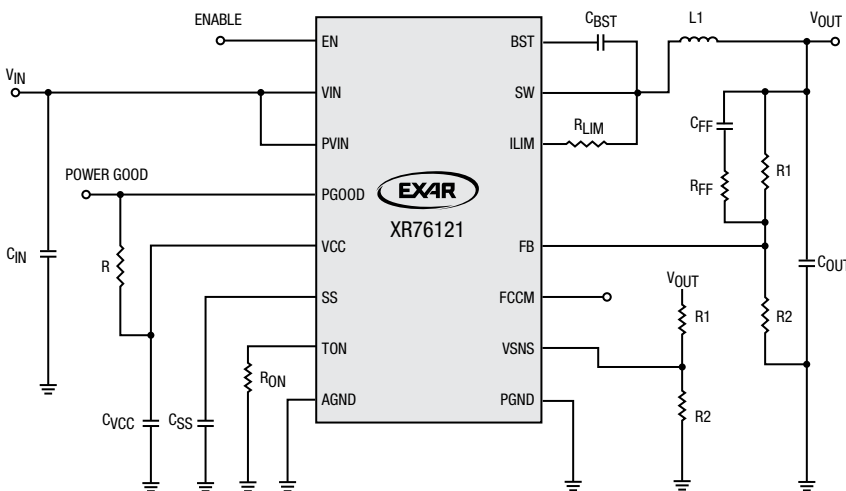 ENABLE
C_BST
L1
V_OUT
EN
BST
V_IN
VIN
SW
R_LIM
C_FF
PVIN
ILIM
R1
POWER GOOD
R_FF
PGOOD
EXAR
XR76121
C_IN
R
VCC
FB
C_OUT
V_OUT
SS
FCCM
R1
R2
TON
VSNS
R_ON
AGND
PGND
R2
C_VCC
C_SS